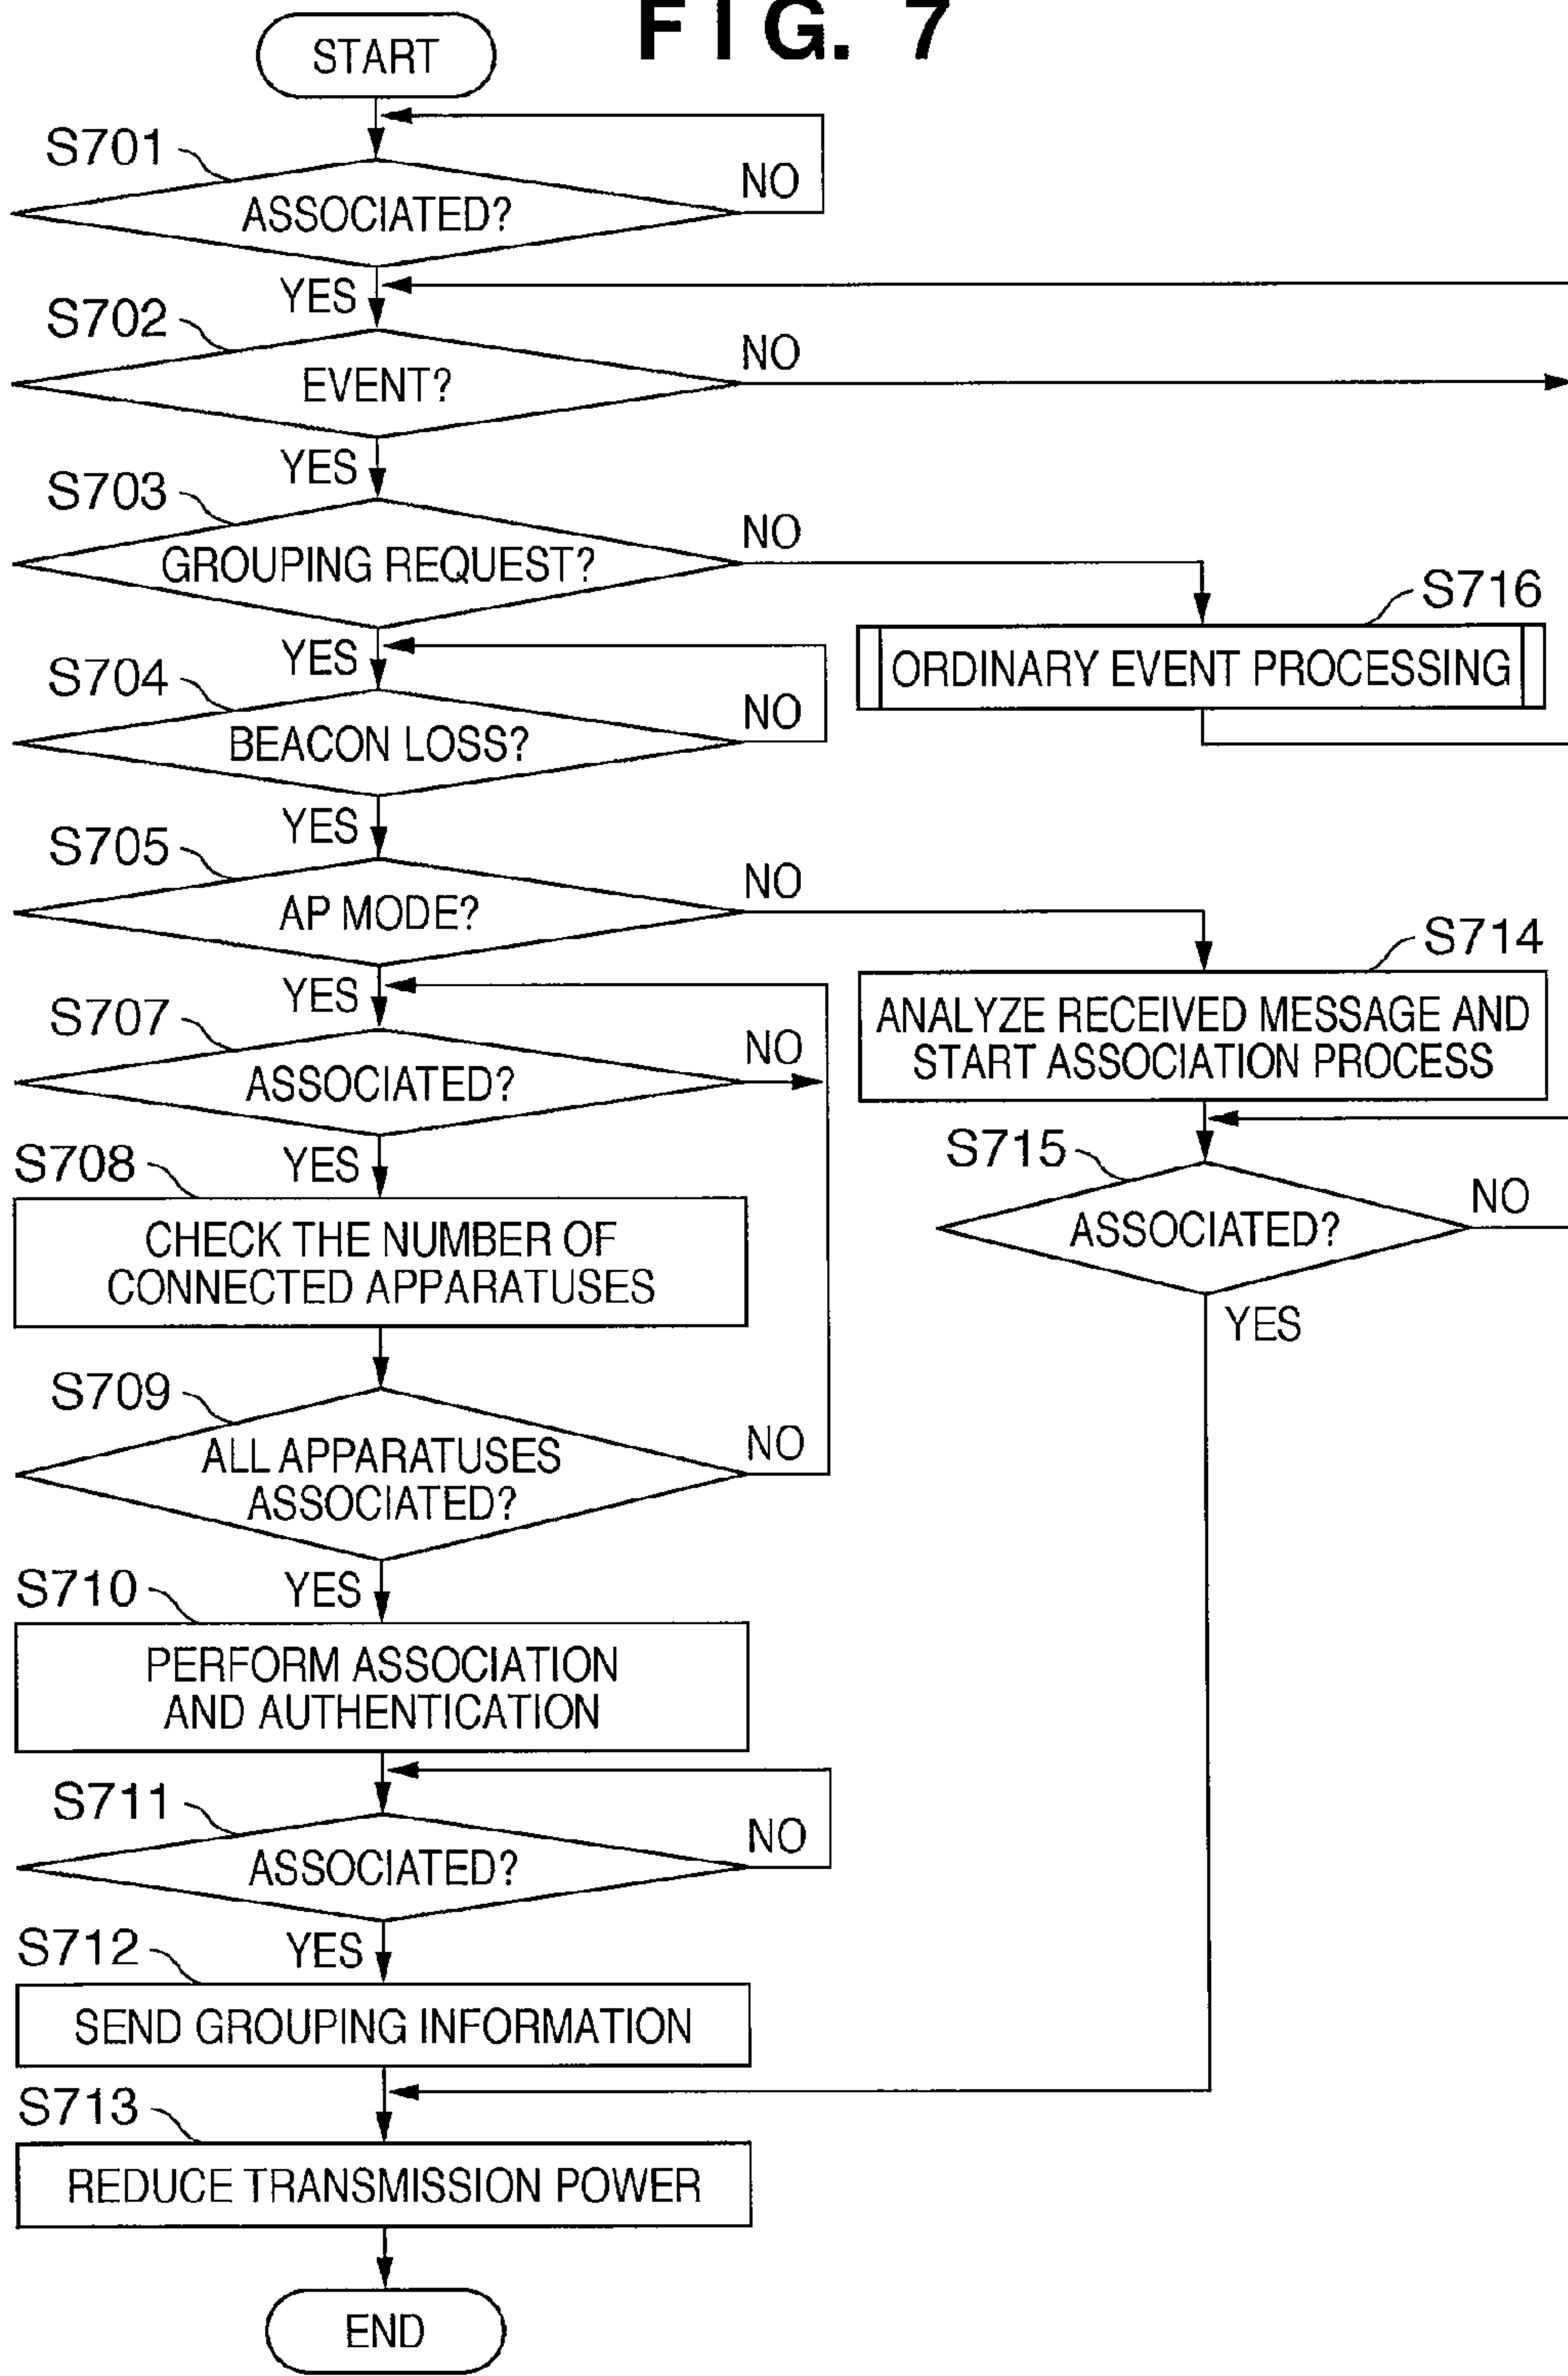 FIG. 7
START
S701
ASSOCIATED?
NO
YES
S702
EVENT?
NO
YES
S703
GROUPING REQUEST?
NO
S716
ORDINARY EVENT PROCESSING
YES
S704
BEACON LOSS?
NO
YES
S705
AP MODE?
NO
S714
ANALYZE RECEIVED MESSAGE AND
START ASSOCIATION PROCESS
YES
S707
ASSOCIATED?
NO
S715
ASSOCIATED?
NO
YES
YES
S708
CHECK THE NUMBER OF
CONNECTED APPARATUSES
S709
ALL APPARATUSES
ASSOCIATED?
NO
YES
S710
PERFORM ASSOCIATION
AND AUTHENTICATION
S711
ASSOCIATED?
NO
YES
S712
SEND GROUPING INFORMATION
S713
REDUCE TRANSMISSION POWER
END